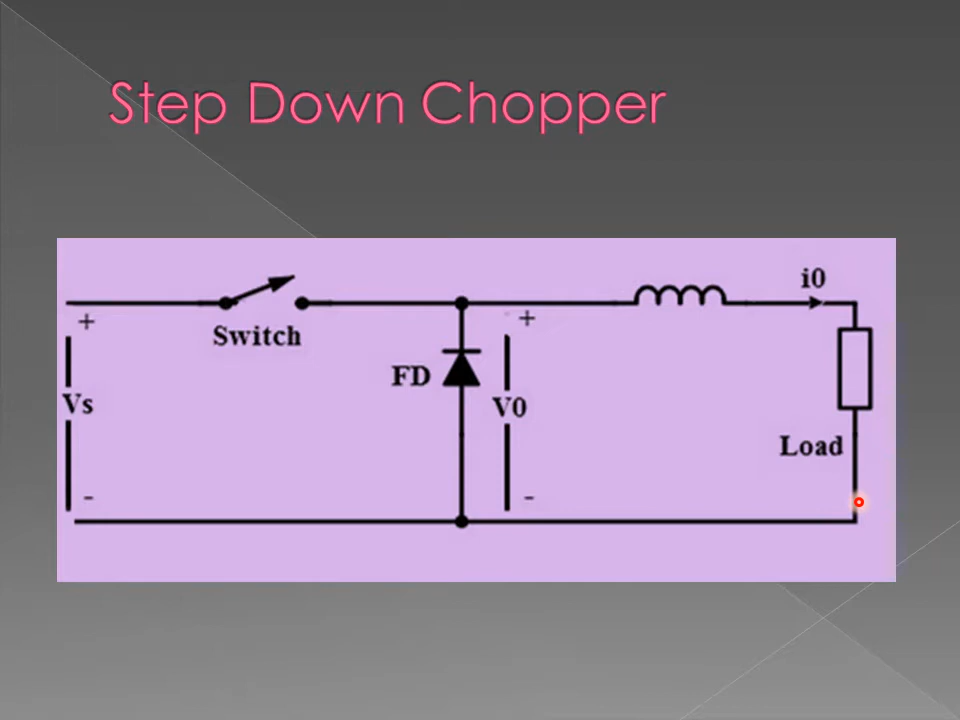 Step Down Chopper
i0
+
+
Switch
FD
Vs
V0
Load
-
-